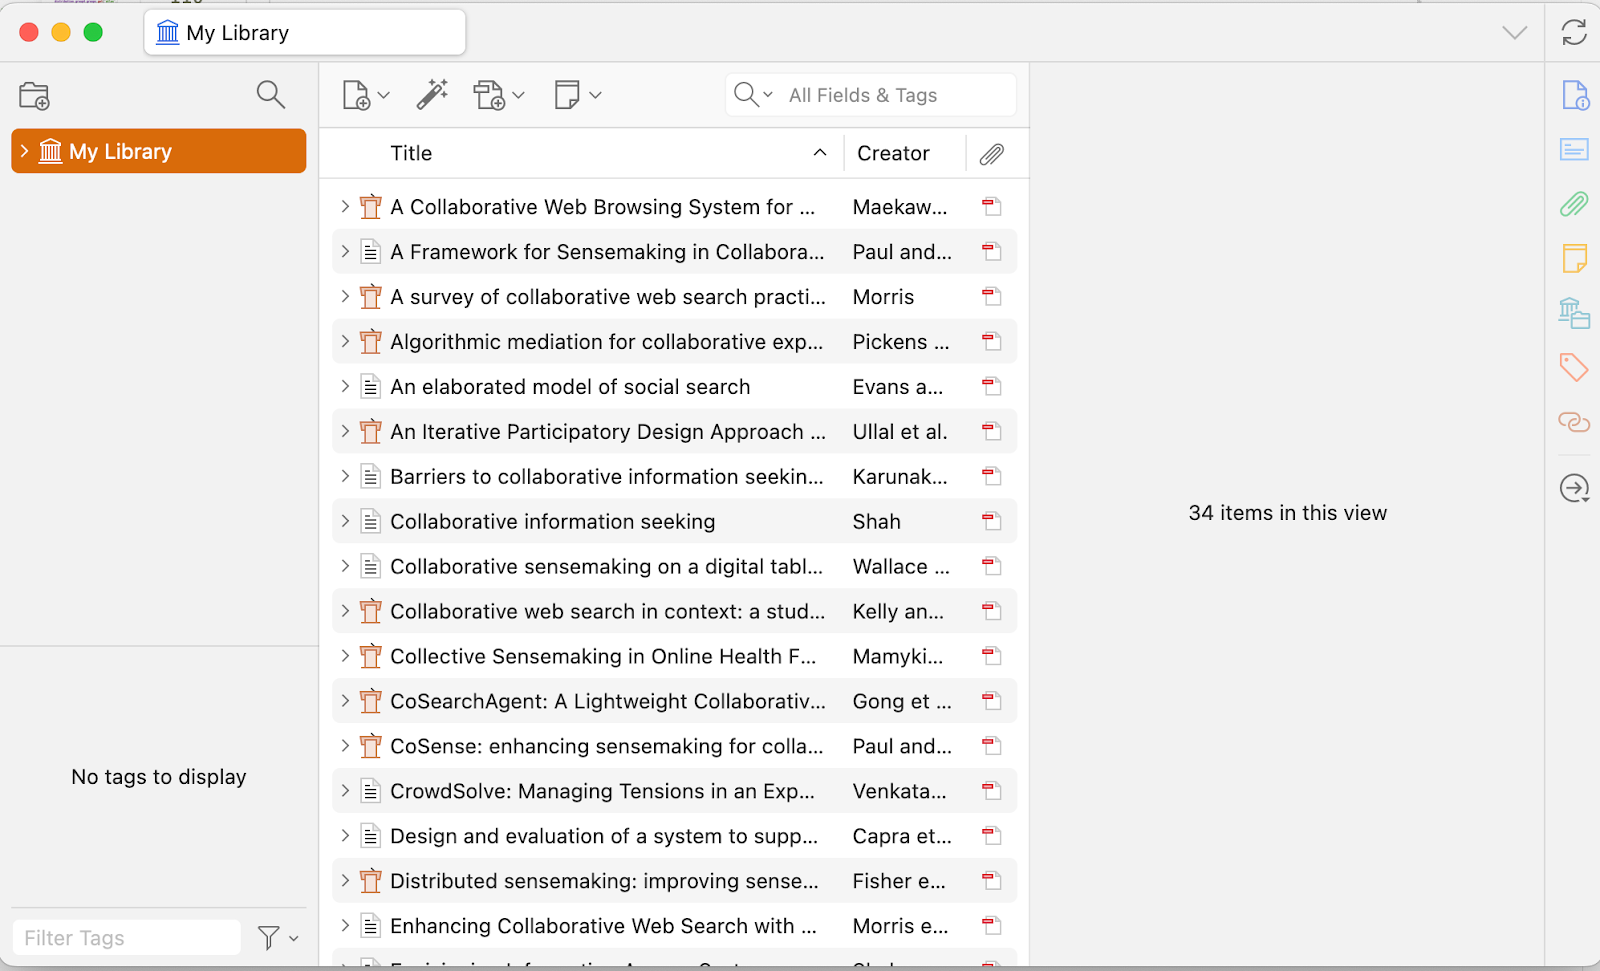 My Library
All Fields & Tags
My Library
Title Creator
A Collaborative Web Browsing System for ... Maekaw...
A Framework for Sensemaking in Collabora... Paul and...
A survey of collaborative web search practi... Morris
Algorithmic mediation for collaborative exp... Pickens ...
An elaborated model of social search Evans a...
An Iterative Participatory Design Approach ... Ullal et al.
Barriers to collaborative information seekin... Karunak...
Collaborative information seeking Shah
Collaborative sensemaking on a digital tabl... Wallace ...
Collaborative web search in context: a stud... Kelly an...
Collective Sensemaking in Online Health F... Mamyki...
CoSearchAgent: A Lightweight Collaborativ... Gong et ...
CoSense: enhancing sensemaking for colla... Paul and...
CrowdSolve: Managing Tensions in an Exp... Venkata...
Design and evaluation of a system to supp... Capra et...
Distributed sensemaking: improving sense... Fisher e...
Enhancing Collaborative Web Search with ... Morris e...
34 items in this view
No tags to display
Filter Tags